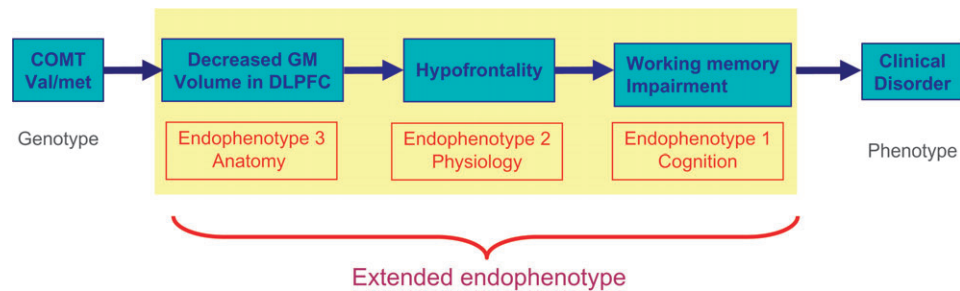 COMT
Val/met
Decreased GM
Volume in DLPFC
Hypofrontality
Working memory
Impairment
Clinical
Disorder
Genotype
Endophenotype 3
Anatomy
Endophenotype 2
Physiology
Endophenotype 1
Cognition
Phenotype
Extended endophenotype